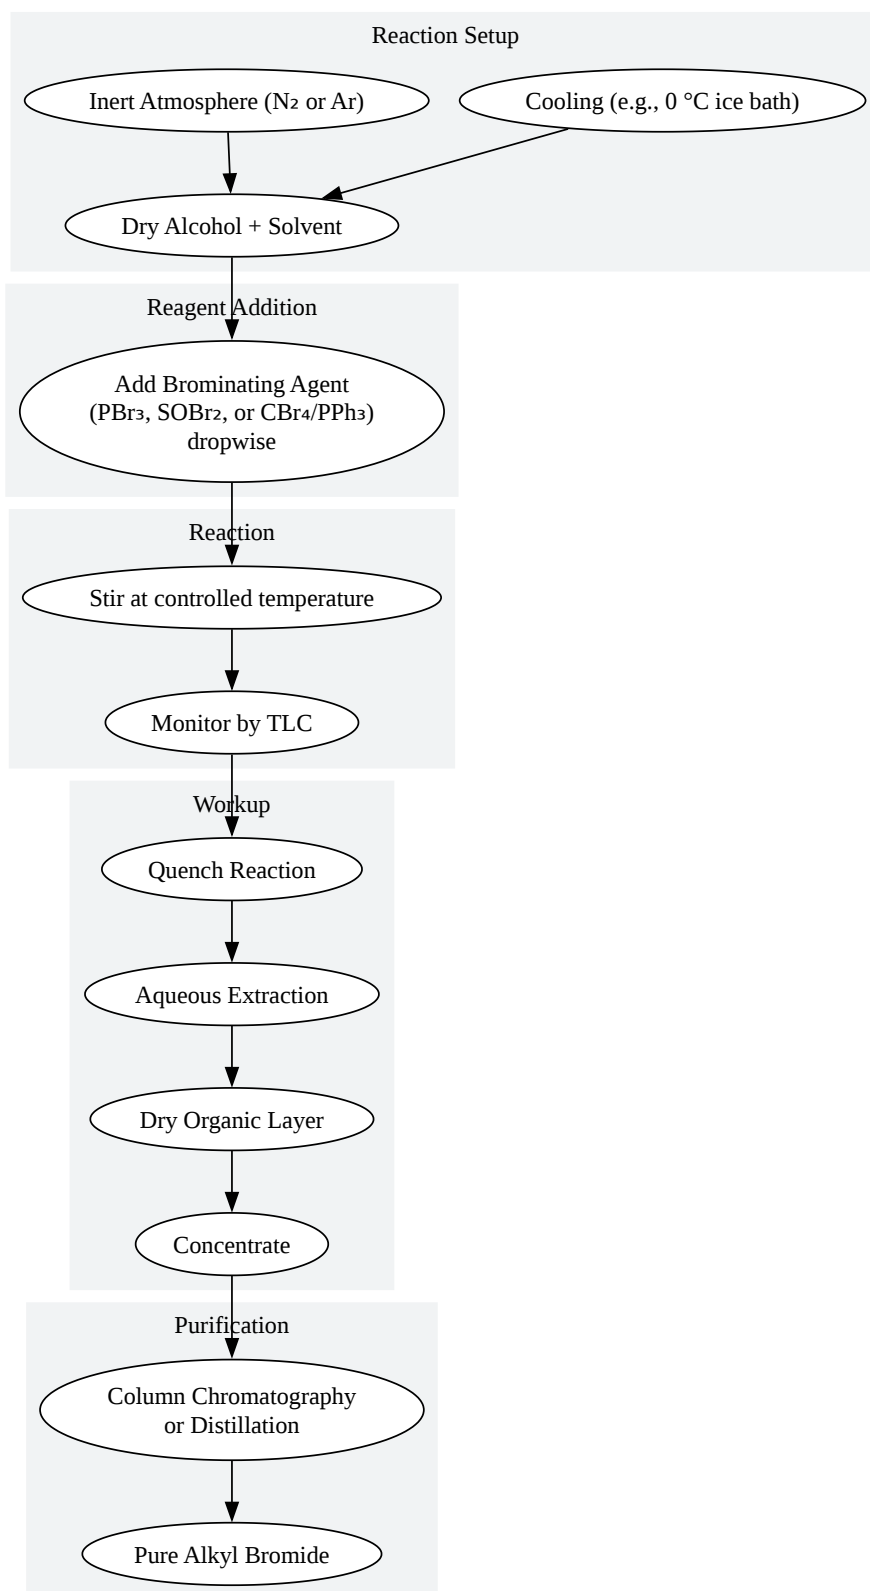 Reaction Setup
Inert Atmosphere (N₂ or Ar)
Cooling (e.g., 0 °C ice bath)
Dry Alcohol + Solvent
Reagent Addition
Add Brominating Agent
(PBr₃, SOBr₂, or CBr₄/PPh₃)
dropwise
Reaction
Stir at controlled temperature
Monitor by TLC
Workup
Quench Reaction
Aqueous Extraction
Dry Organic Layer
Concentrate
Purification
Column Chromatography
or Distillation
Pure Alkyl Bromide